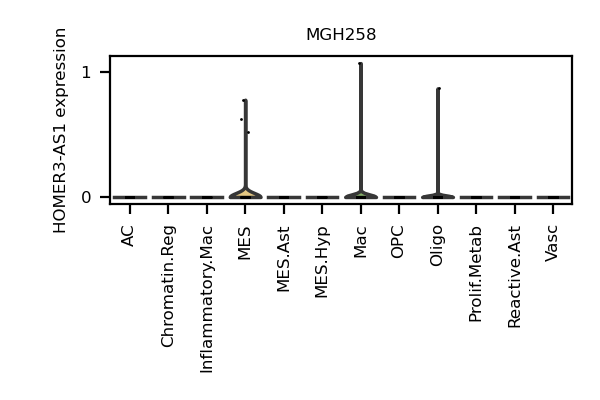 MGH258
HOMER3-AS1 expression
1
0
AC
Chromatin.Reg
Inflammatory.Mac
MES
MES.Ast
MES.Hyp
Mac
OPC
Oligo
Prolif.Metab
Reactive.Ast
Vasc